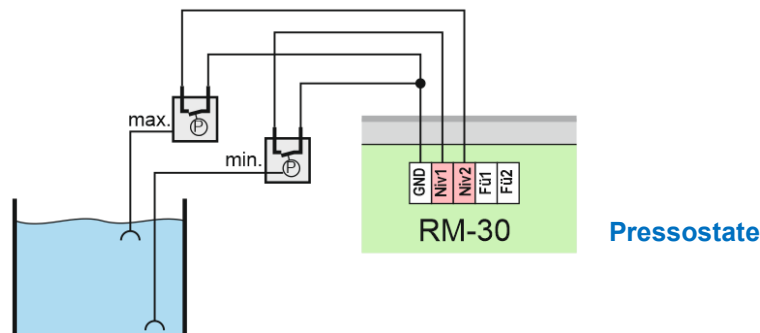 max.
P
min.
P
GND
Niv1
Niv2
Fü1
Fü2
RM-30
Pressostate